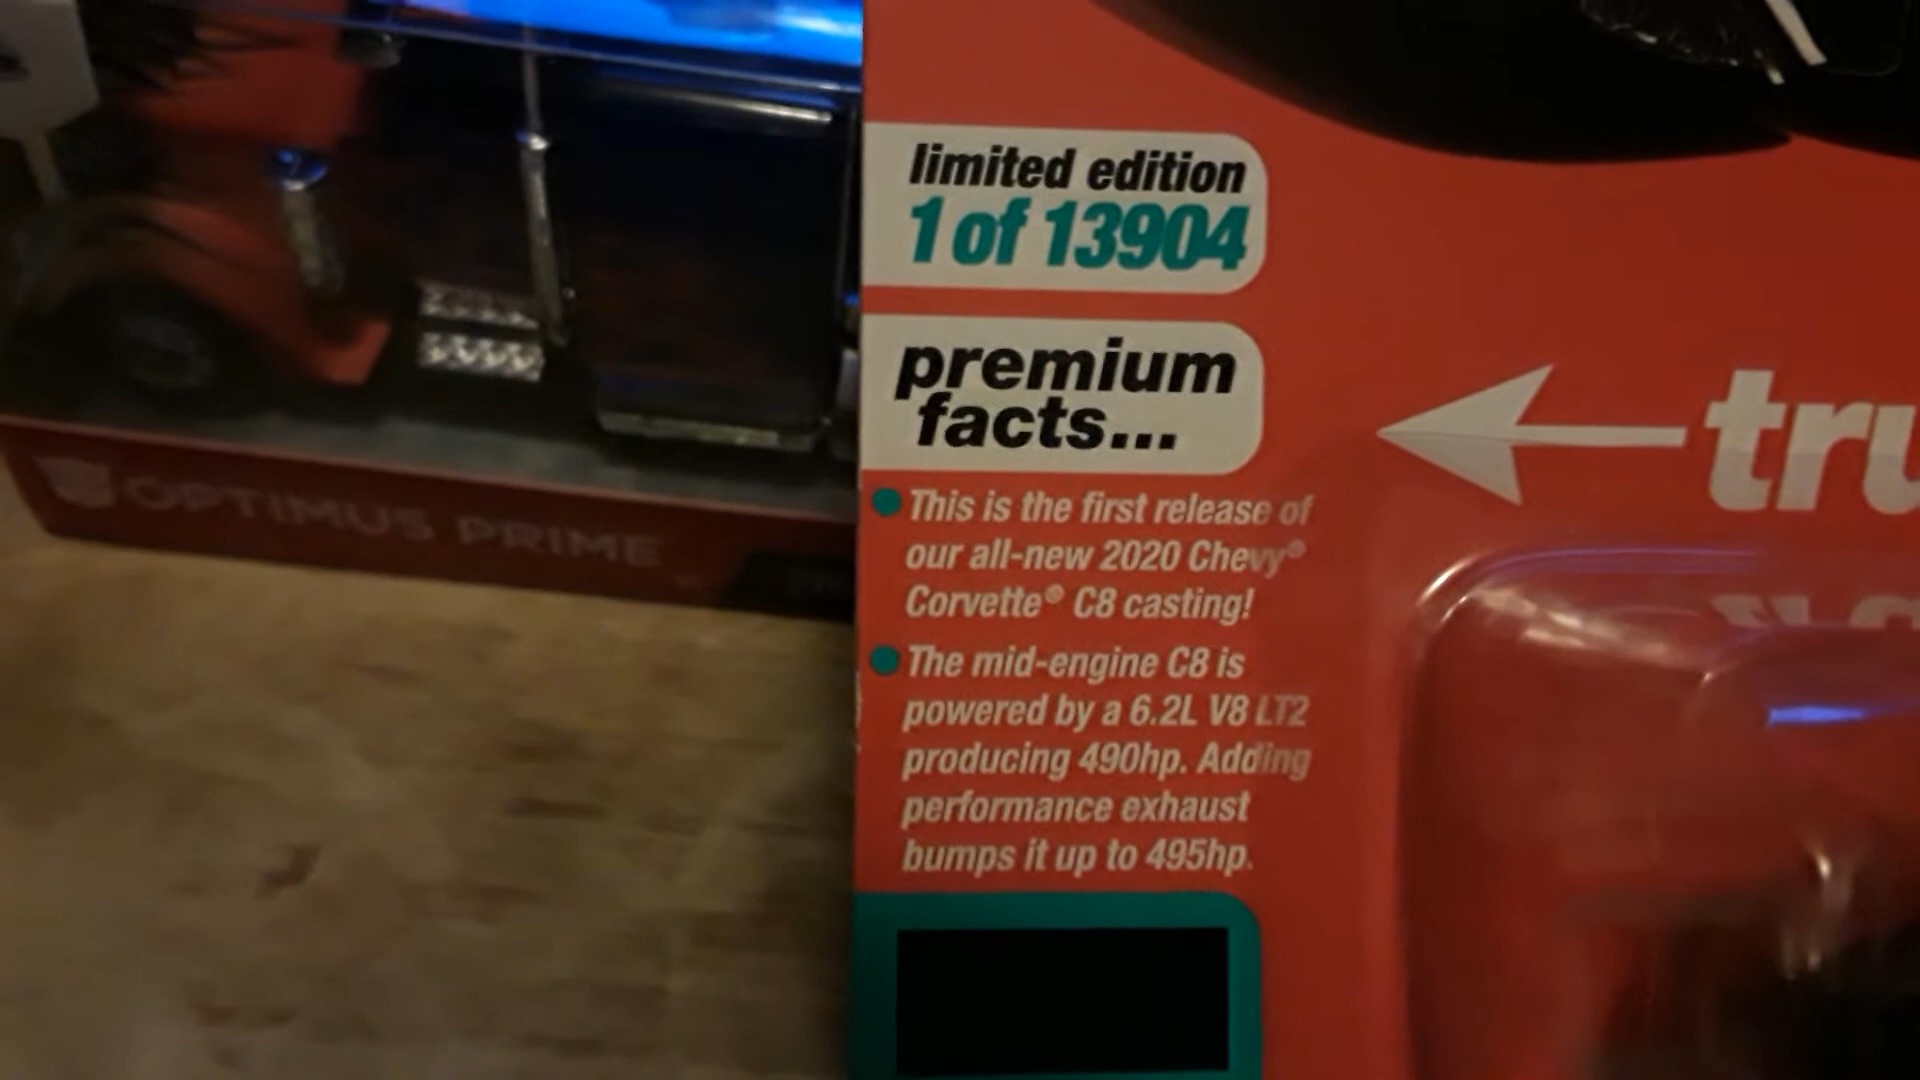 limited edition
1 of 13904
premium
facts...
tru
This is the first release of
our all-new 2020 Chevy®
Corvette® C8 casting!
The mid-engine C8 is
powered by a 6.2L V8 LT2
producing 490hp. Adding
performance exhaust
bumps it up to 495hp.
OPTIMUS PRIME